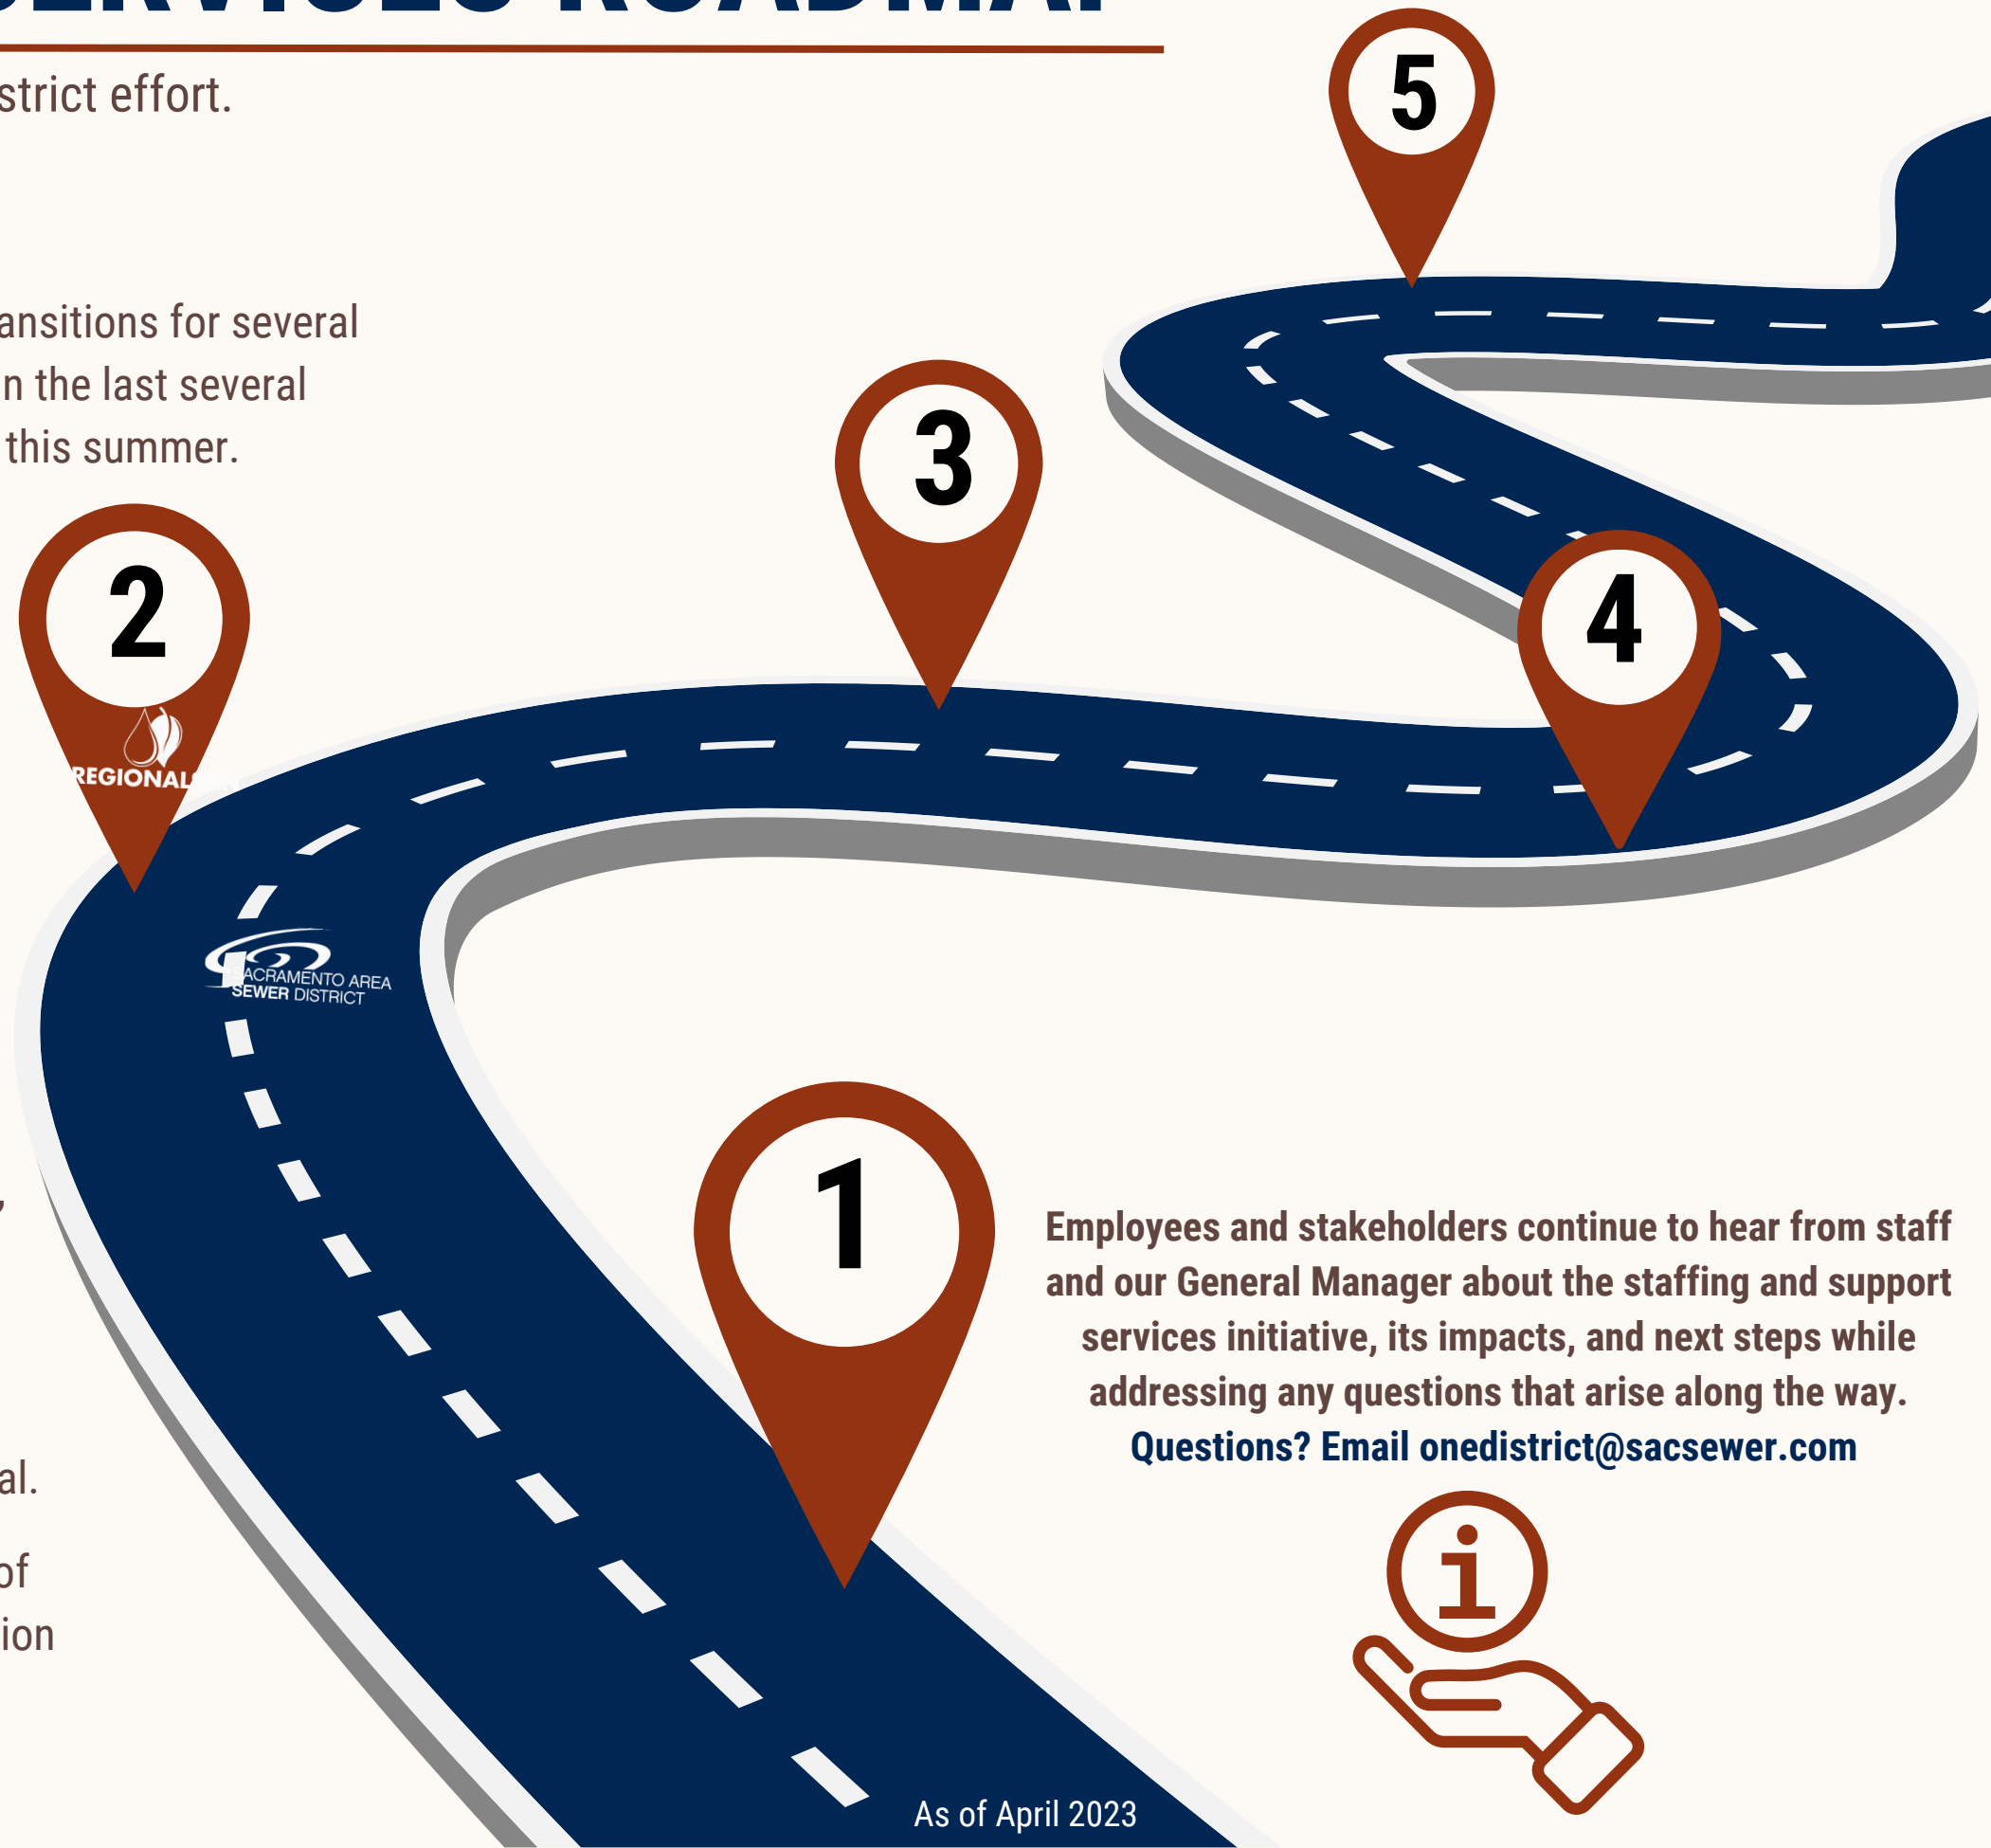 SERVICES ROADMAP
strict effort.
5
ansitions for several
n the last several
this summer.
3
2
4
REGIONALSAN
SACRAMENTO AREA
SEWER DISTRICT
1
,
Employees and stakeholders continue to hear from staff
and our General Manager about the staffing and support
services initiative, its impacts, and next steps while
addressing any questions that arise along the way.
Questions? Email onedistrict@sacsewer.com
al.
i
of
ion
As of April 2023